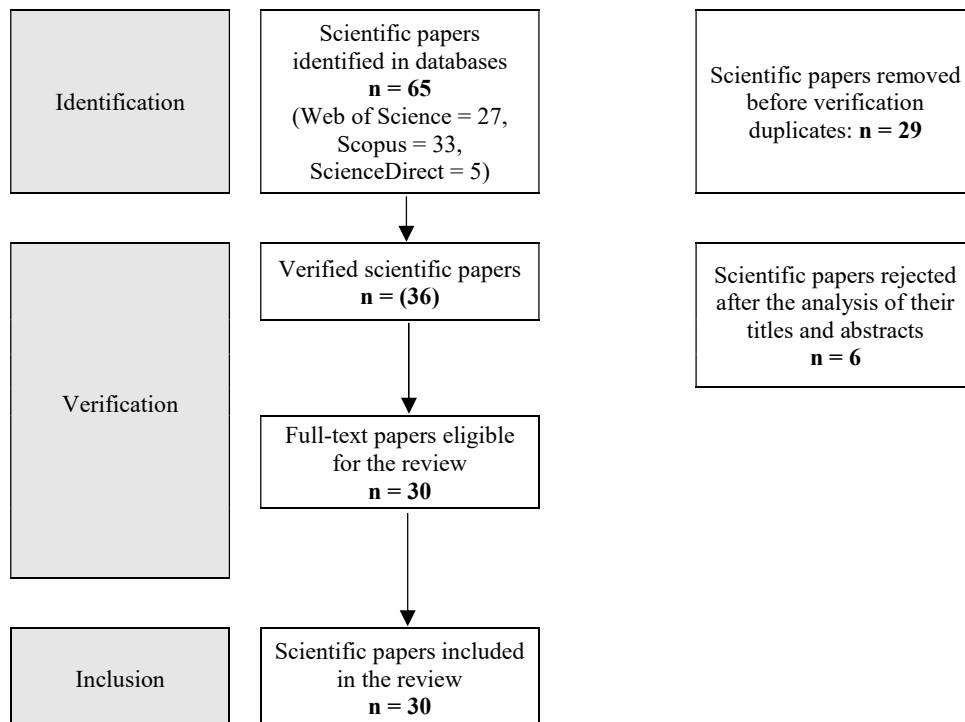 Identification
Scientific papers
identified in databases
n = 65
(Web of Science = 27,
Scopus = 33,
ScienceDirect = 5)
Scientific papers removed
before verification
duplicates: n = 29
Verification
Verified scientific papers
n = (36)
Scientific papers rejected
after the analysis of their
titles and abstracts
n = 6
Full-text papers eligible
for the review
n = 30
Inclusion
Scientific papers included
in the review
n = 30